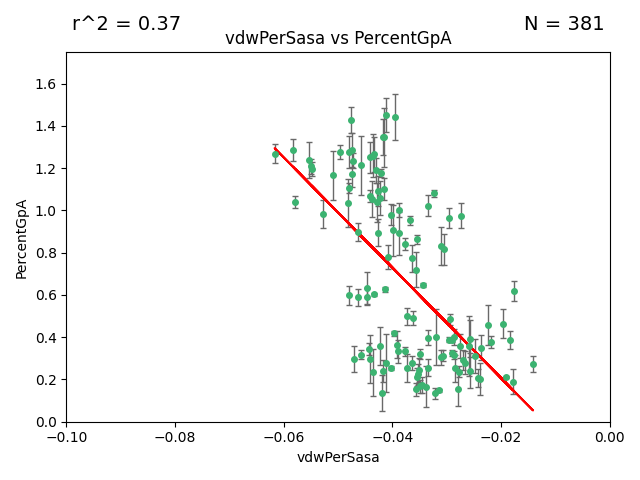 r^2 = 0.37 N = 381
vdwPerSasa vs PercentGpA
PercentGpA
1.6
1.4
1.2
1.0
0.8
0.6
0.4
0.2
0.0
−0.10 −0.08 −0.06 −0.04 −0.02 0.00
vdwPerSasa